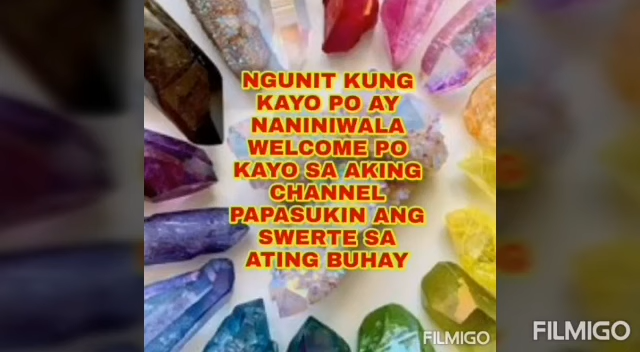 NGUNIT KUNG
KAYO PO AY
NANINIWALA
WELCOME PO
KAYO SA AKING
CHANNEL
PAPASUKIN ANG
SWERTE SA
ATING BUHAY
FILMIGO
FILMIGO